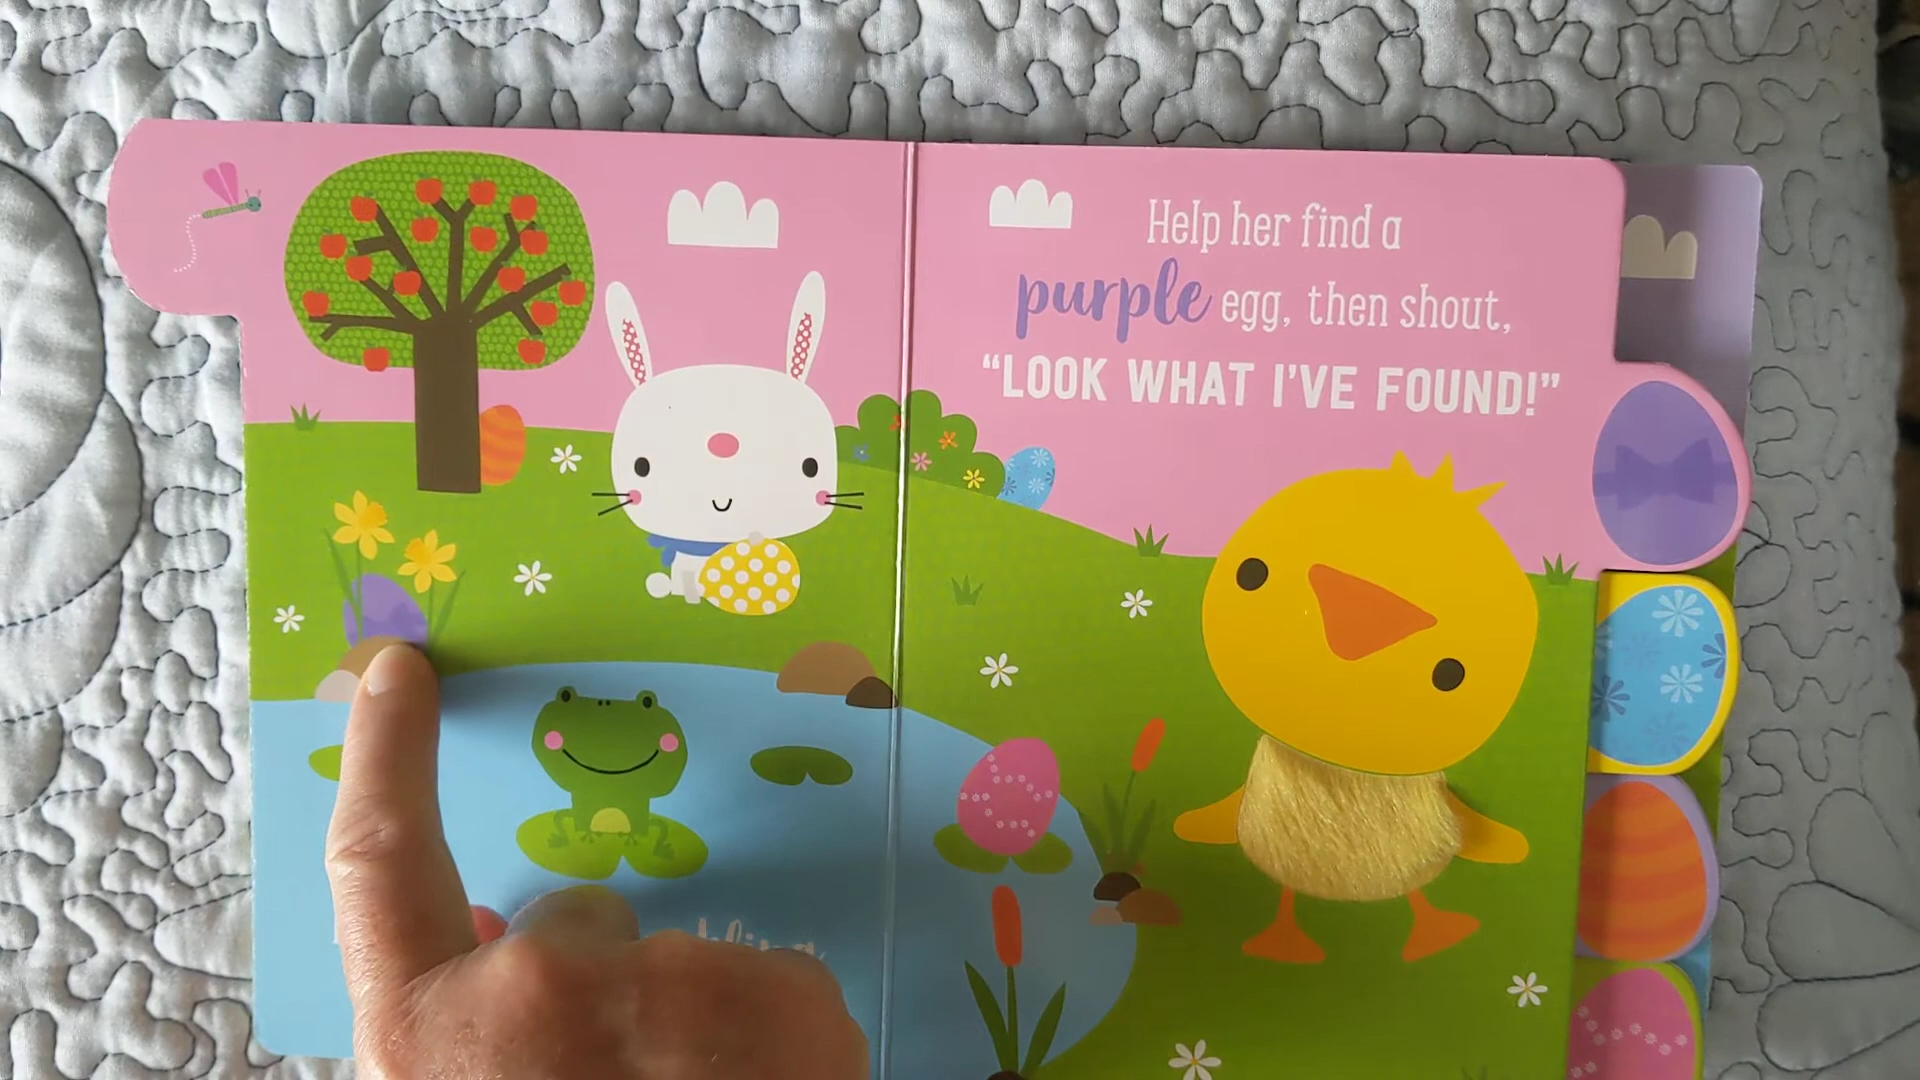 Help her find a
purple egg, then shout,
"LOOK WHAT I'VE FOUND!"